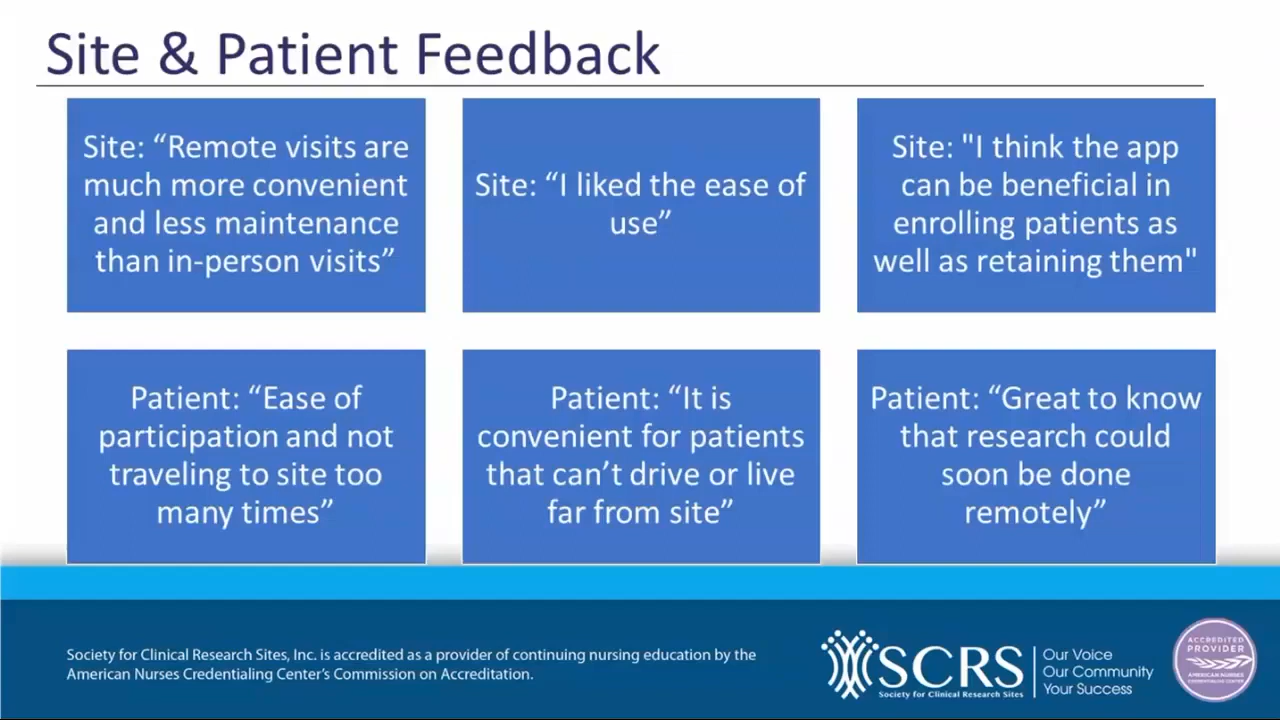 Site & Patient Feedback
Site: “Remote visits are
much more convenient
and less maintenance
than in-person visits”
Site: “I liked the ease of
use”
Site: "I think the app
can be beneficial in
enrolling patients as
well as retaining them"
Patient: “Ease of
participation and not
traveling to site too
many times”
Patient: “It is
convenient for patients
that can’t drive or live
far from site”
Patient: “Great to know
that research could
soon be done
remotely”
Society for Clinical Research Sites, Inc. is accredited as a provider of continuing nursing education by the
American Nurses Credentialing Center’s Commission on Accreditation.
SCRS
Society for Clinical Research Sites
Our Voice
Our Community
Your Success
ACCREDITED
PROVIDER
AMERICAN NURSES
CREDENTIALING CENTER